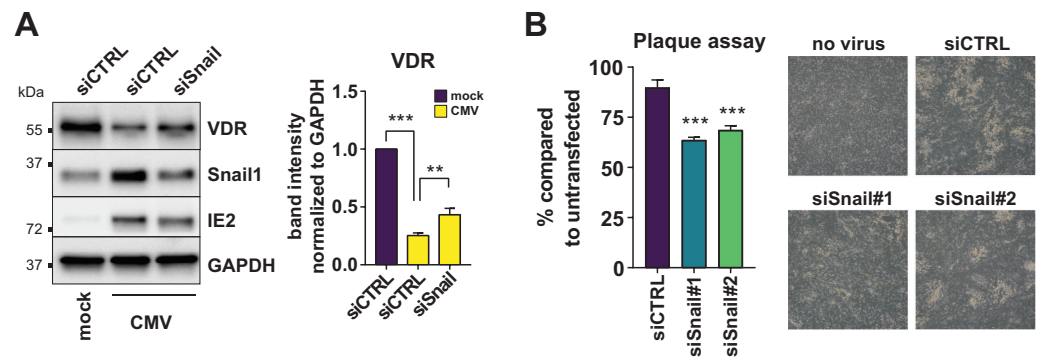 A
siCTRL
siCTRL
siSnail
kDa
55
VDR
37
Snail1
72
IE2
37
GAPDH
mock
CMV
VDR
mock
CMV
band intensity
normalized to GAPDH
1.5
1.0
0.5
0.0
***
**
siCTRL
siCTRL
siSnail
B
Plaque assay
% compared
to untransfected
100
75
50
25
0
***
***
siCTRL
siSnail#1
siSnail#2
no virus
siCTRL
siSnail#1
siSnail#2